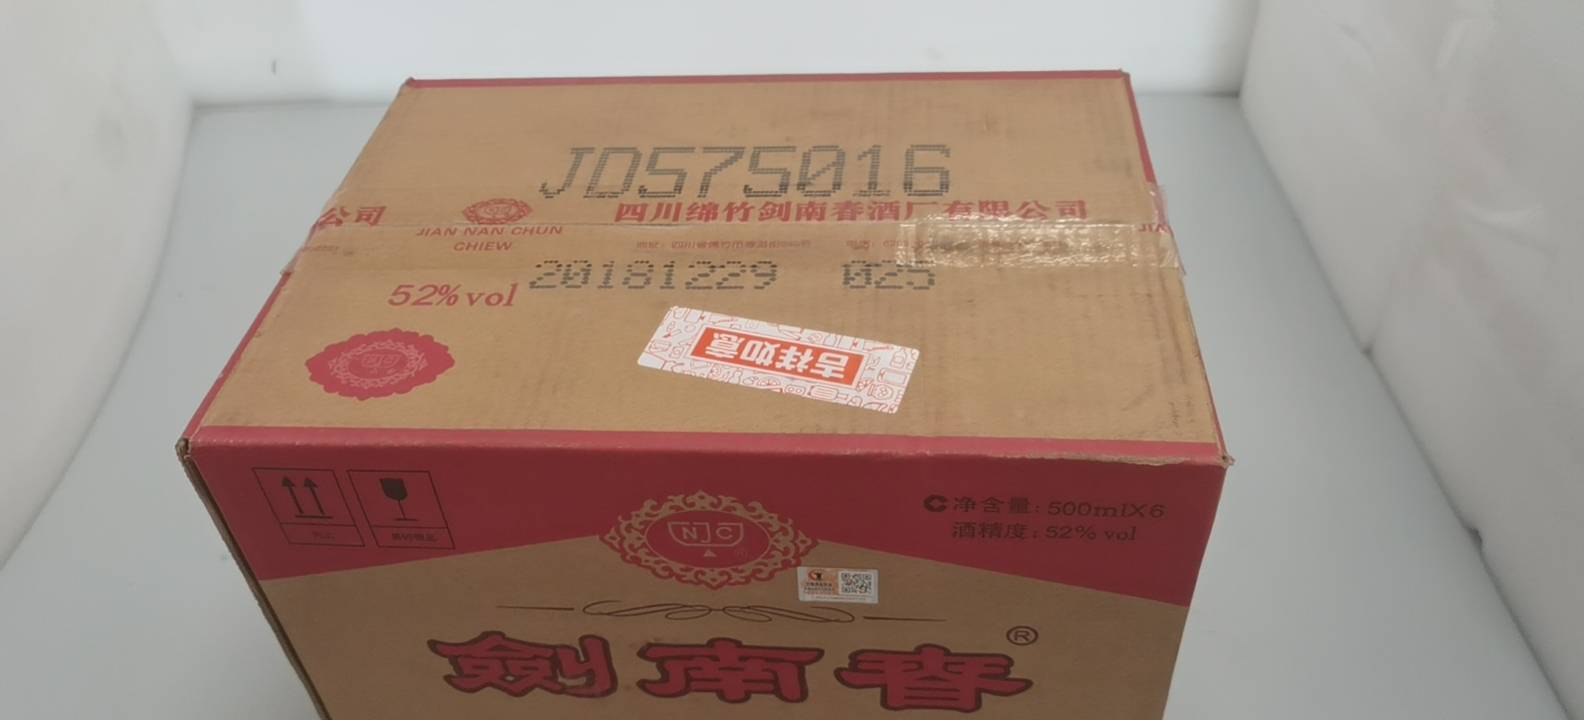 JD575016
公司
四川绵竹剑南春酒厂有限公司
JIAN NAN CHUN
CHIEW
20181229 025
52%vol
吉祥如意
NJC
净含量:500mlX6
酒精度:52% vol
劍南春®